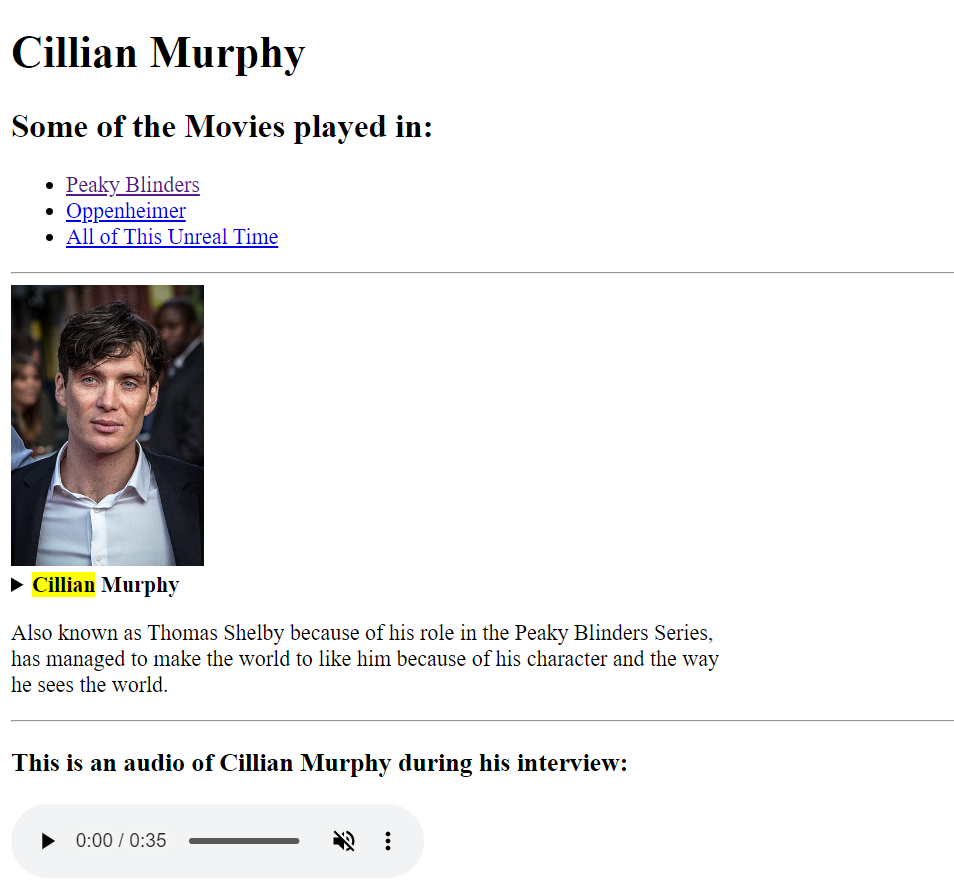 Cillian Murphy
Some of the Movies played in:
Peaky Blinders
Oppenheimer
All of This Unreal Time
Cillian Murphy
Also known as Thomas Shelby because of his role in the Peaky Blinders Series,
has managed to make the world to like him because of his character and the way
he sees the world.
This is an audio of Cillian Murphy during his interview:
0:00 / 0:35